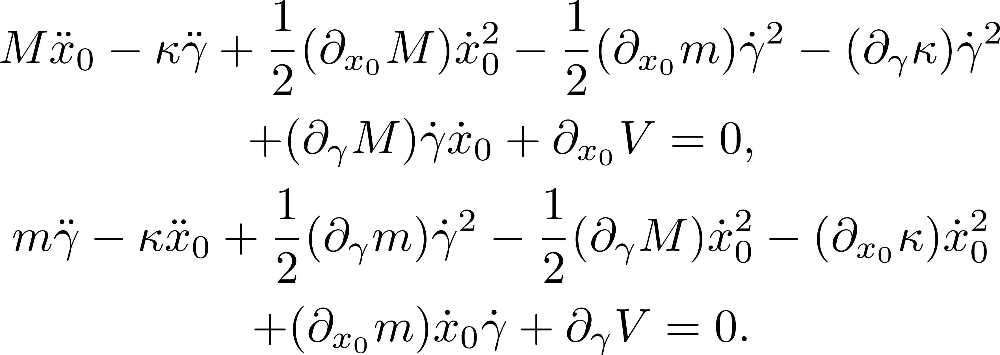 $M\ddot{x}_0 - \kappa\ddot{\gamma} + \frac{1}{2}(\partial_{x_0} M)\dot{x}_0^2 - \frac{1}{2}(\partial_{x_0} m)\dot{\gamma}^2 - (\partial_\gamma \kappa)\dot{\gamma}^2$
$+(\partial_\gamma M)\dot{\gamma}\dot{x}_0 + \partial_{x_0} V = 0,$
$m\ddot{\gamma} - \kappa\ddot{x}_0 + \frac{1}{2}(\partial_\gamma m)\dot{\gamma}^2 - \frac{1}{2}(\partial_\gamma M)\dot{x}_0^2 - (\partial_{x_0} \kappa)\dot{x}_0^2$
$+(\partial_{x_0} m)\dot{x}_0\dot{\gamma} + \partial_\gamma V = 0.$